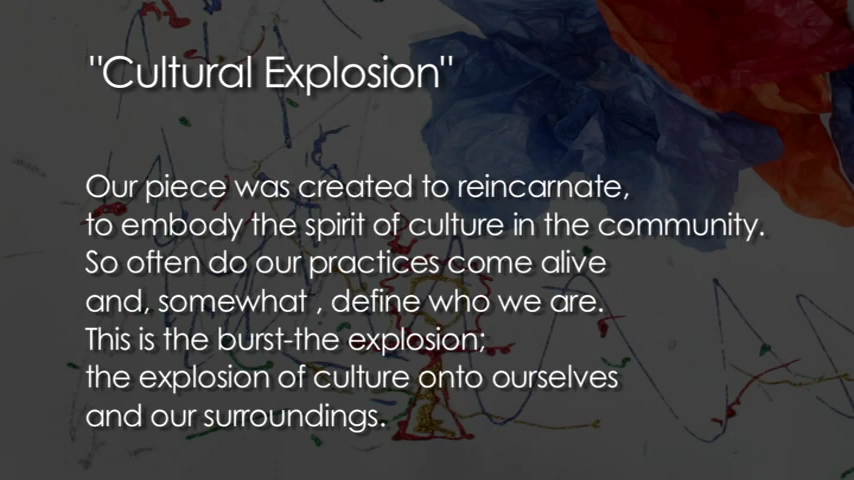 "Cultural Explosion"
Our piece was created to reincarnate,
to embody the spirit of culture in the community.
So often do our practices come alive
and, somewhat , define who we are.
This is the burst-the explosion;
the explosion of culture onto ourselves
and our surroundings.